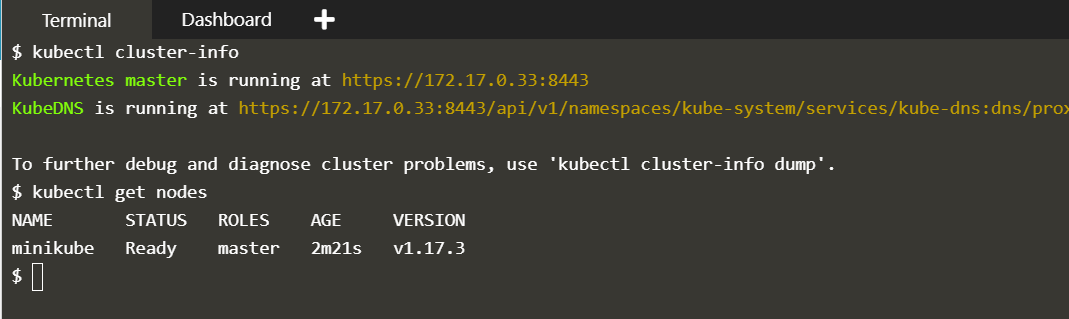 Terminal Dashboard +
$ kubectl cluster-info
Kubernetes master is running at https://172.17.0.33:8443
KubeDNS is running at https://172.17.0.33:8443/api/v1/namespaces/kube-system/services/kube-dns:dns/prox
To further debug and diagnose cluster problems, use 'kubectl cluster-info dump'.
$ kubectl get nodes
NAME STATUS ROLES AGE VERSION
minikube Ready master 2m21s v1.17.3
$